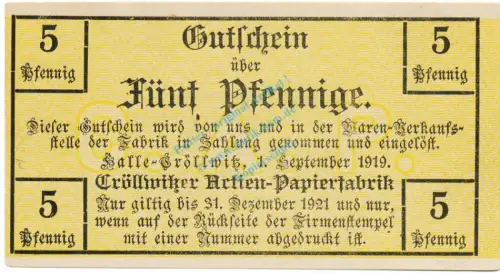 5 Pfennig
5 Pfennig
Gutschein
über
Fünf Pfennige.
Dieser Gutschein wird von uns und in der Waren-Verkaufs-
stelle der Fabrik in Zahlung genommen und eingelöst.
Halle-Cröllwitz, 1. September 1919.
Cröllwitzer Actien-Papierfabrik
Nur giltig bis 31. Dezember 1921 und nur,
wenn auf der Rückseite der Firmenstempel
mit einer Nummer abgedruckt ist.
5 Pfennig
5 Pfennig